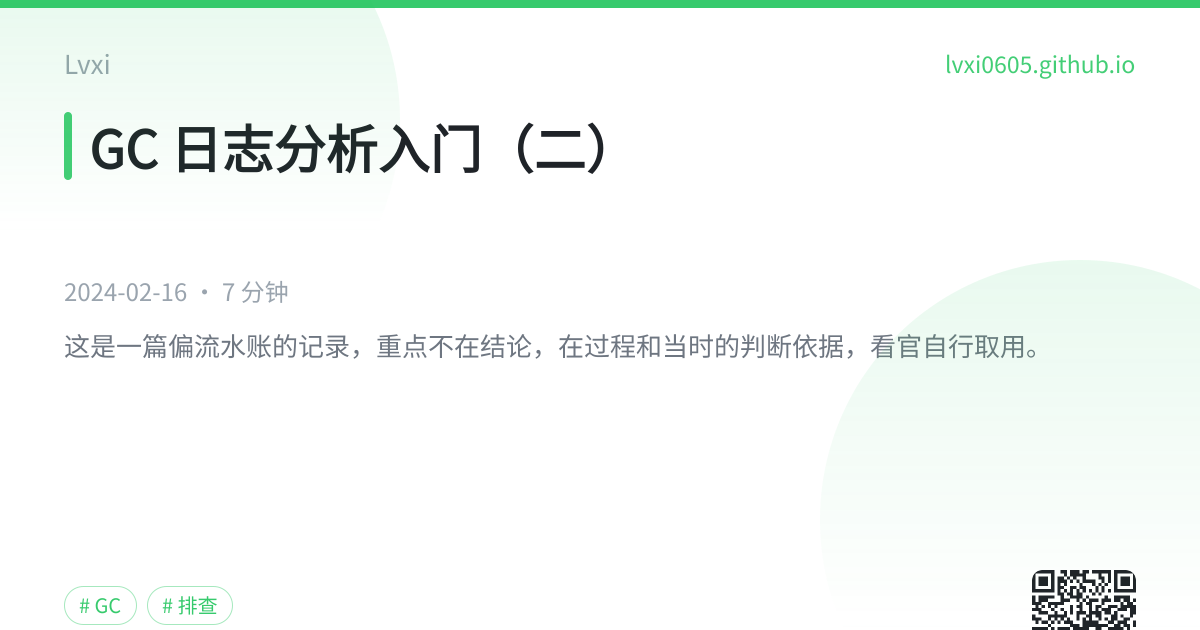 Lvxi
lvxi0605.github.io
GC 日志分析入门（二）
2024-02-16 · 7 分钟
这是一篇偏流水账的记录，重点不在结论，在过程和当时的判断依据，看官自行取用。
# GC
# 排查